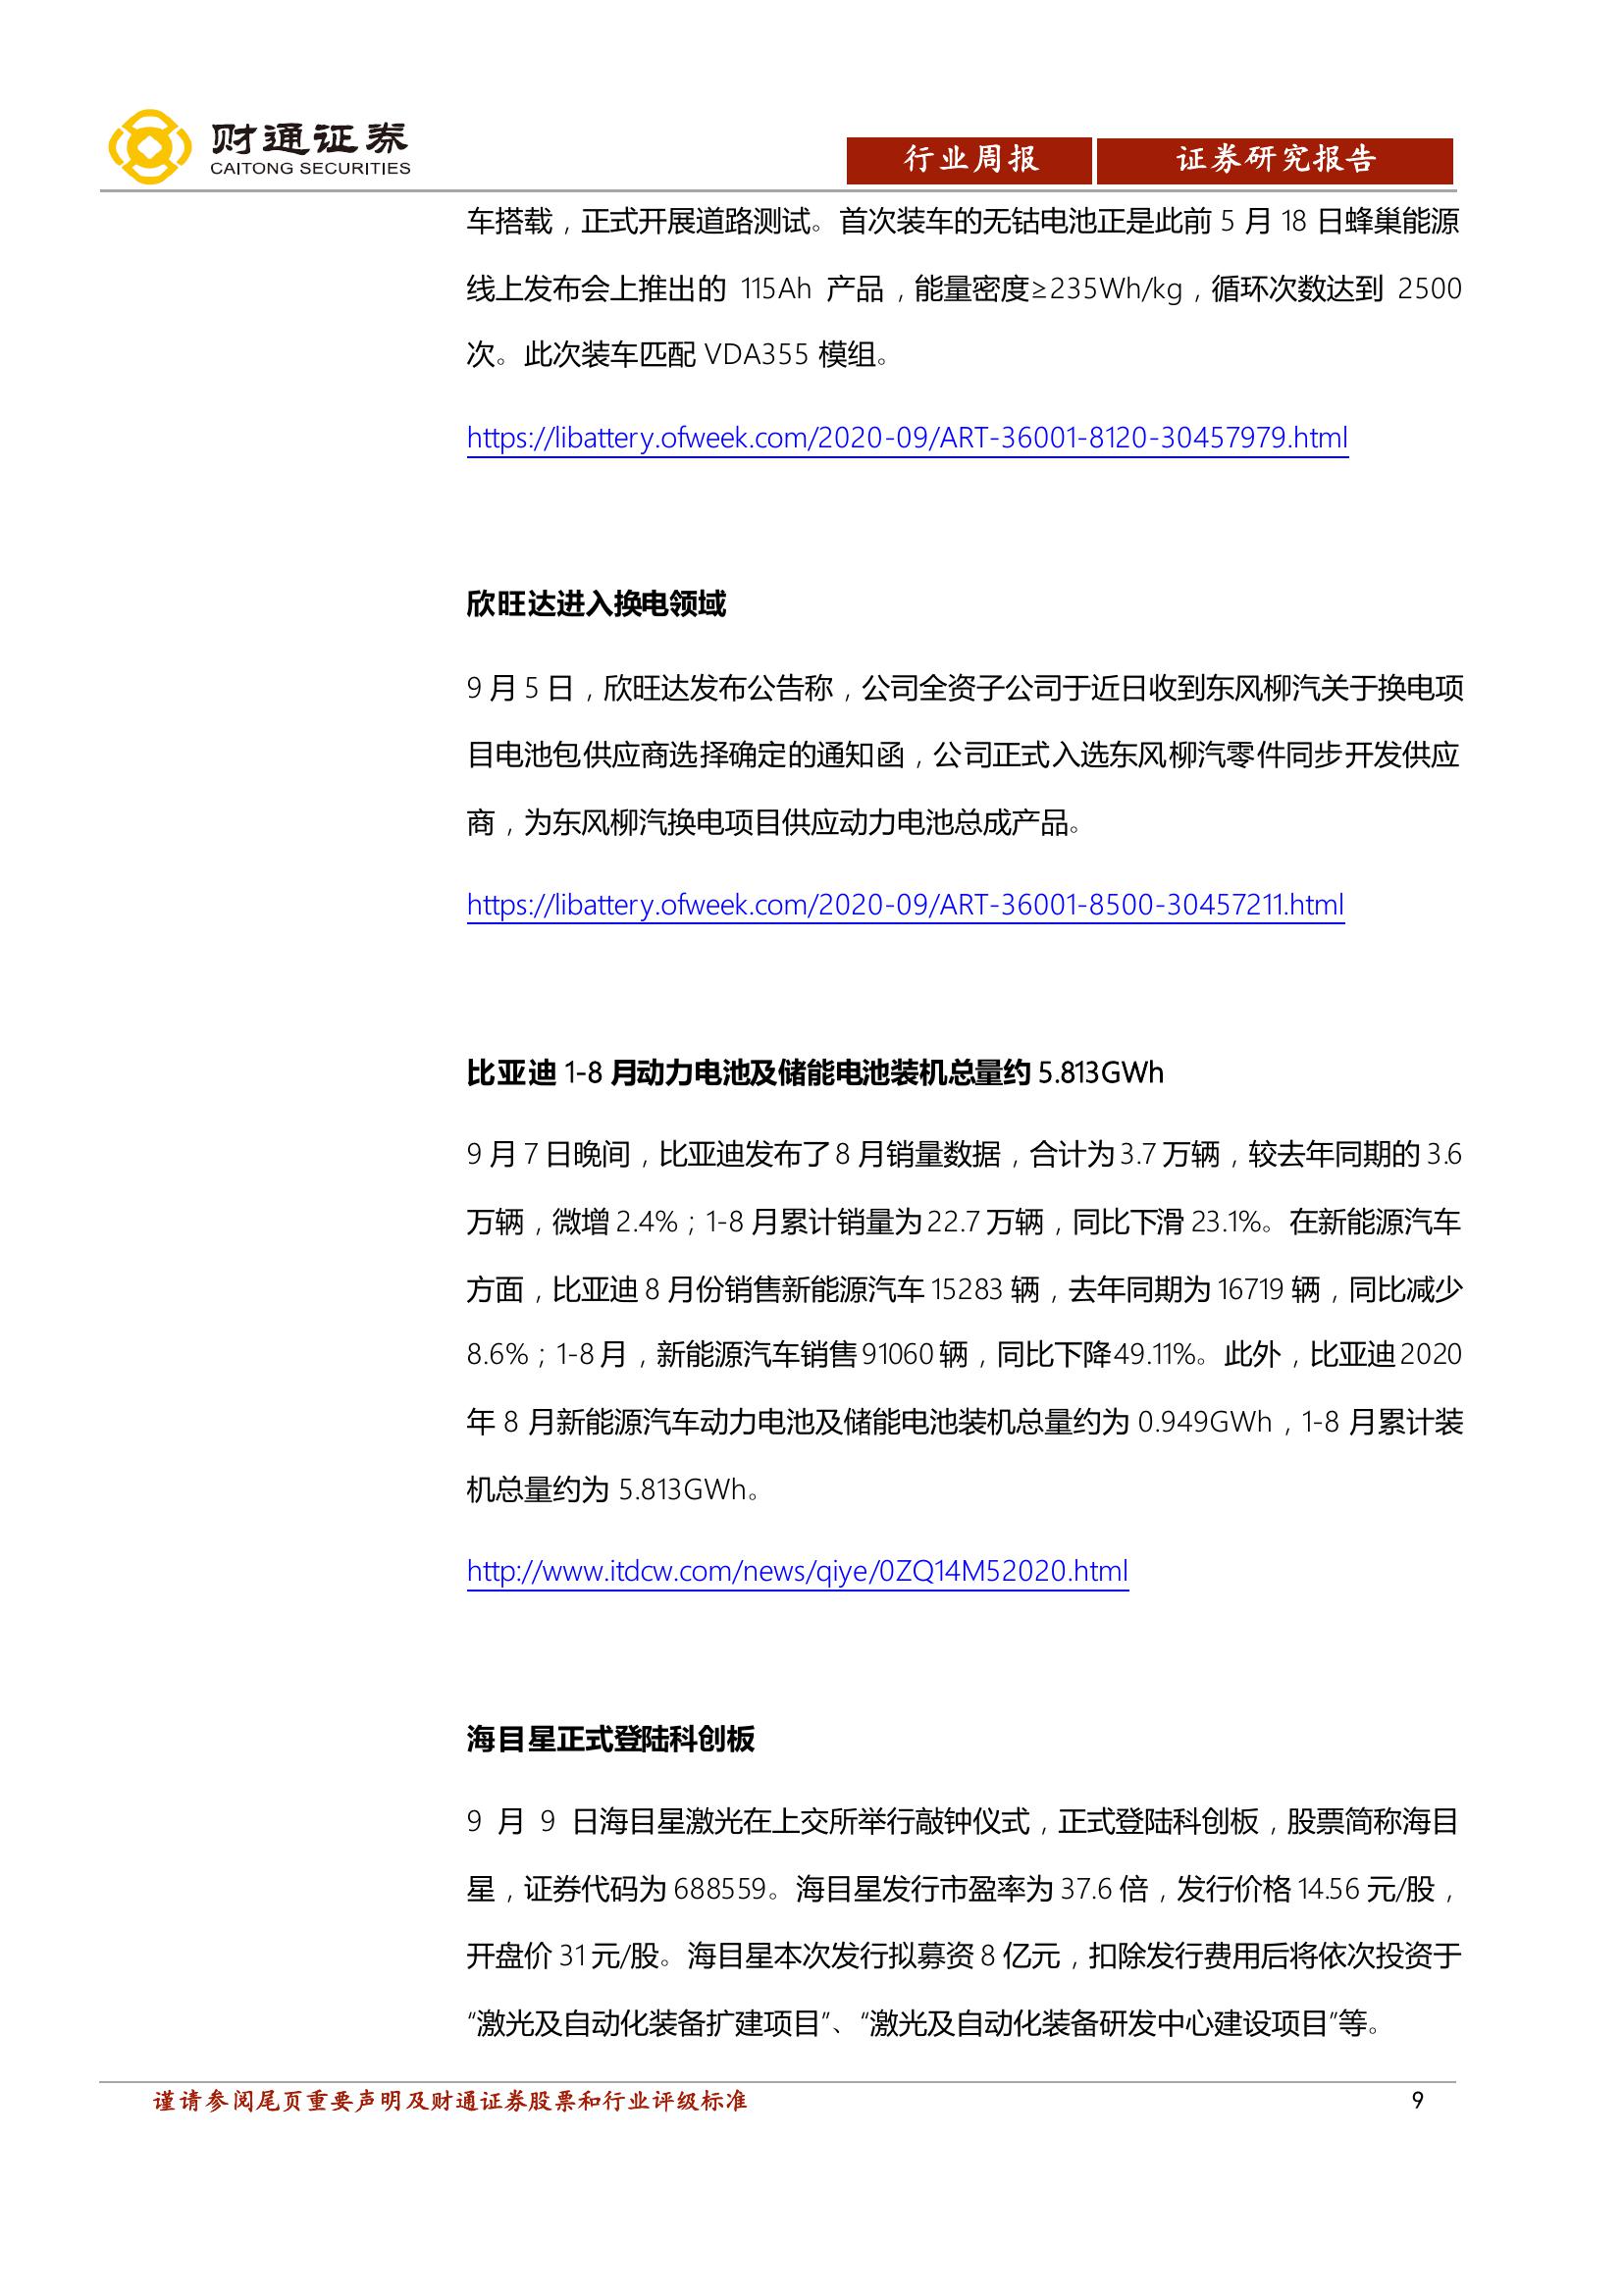 财通证券
CAITONG SECURITIES
行业周报
证券研究报告
车搭载，正式开展道路测试。首次装车的无钴电池正是此前 5 月 18 日蜂巢能源
线上发布会上推出的 115Ah 产品，能量密度≥235Wh/kg，循环次数达到 2500
次。此次装车匹配 VDA355 模组。
https://libattery.ofweek.com/2020-09/ART-36001-8120-30457979.html
欣旺达进入换电领域
9 月 5 日，欣旺达发布公告称，公司全资子公司于近日收到东风柳汽关于换电项
目电池包供应商选择确定的通知函，公司正式入选东风柳汽零件同步开发供应
商，为东风柳汽换电项目供应动力电池总成产品。
https://libattery.ofweek.com/2020-09/ART-36001-8500-30457211.html
比亚迪 1-8 月动力电池及储能电池装机总量约 5.813GWh
9 月 7 日晚间，比亚迪发布了 8 月销量数据，合计为 3.7 万辆，较去年同期的 3.6
万辆，微增 2.4%；1-8 月累计销量为 22.7 万辆，同比下滑 23.1%。在新能源汽车
方面，比亚迪 8 月份销售新能源汽车 15283 辆，去年同期为 16719 辆，同比减少
8.6%；1-8 月，新能源汽车销售 91060 辆，同比下降 49.11%。此外，比亚迪 2020
年 8 月新能源汽车动力电池及储能电池装机总量约为 0.949GWh，1-8 月累计装
机总量约为 5.813GWh。
http://www.itdcw.com/news/qiye/0ZQ14M52020.html
海目星正式登陆科创板
9 月 9 日海目星激光在上交所举行敲钟仪式，正式登陆科创板，股票简称海目
星，证券代码为 688559。海目星发行市盈率为 37.6 倍，发行价格 14.56 元/股，
开盘价 31 元/股。海目星本次发行拟募资 8 亿元，扣除发行费用后将依次投资于
“激光及自动化装备扩建项目”、“激光及自动化装备研发中心建设项目“等。
谨请参阅尾页重要声明及财通证券股票和行业评级标准
9